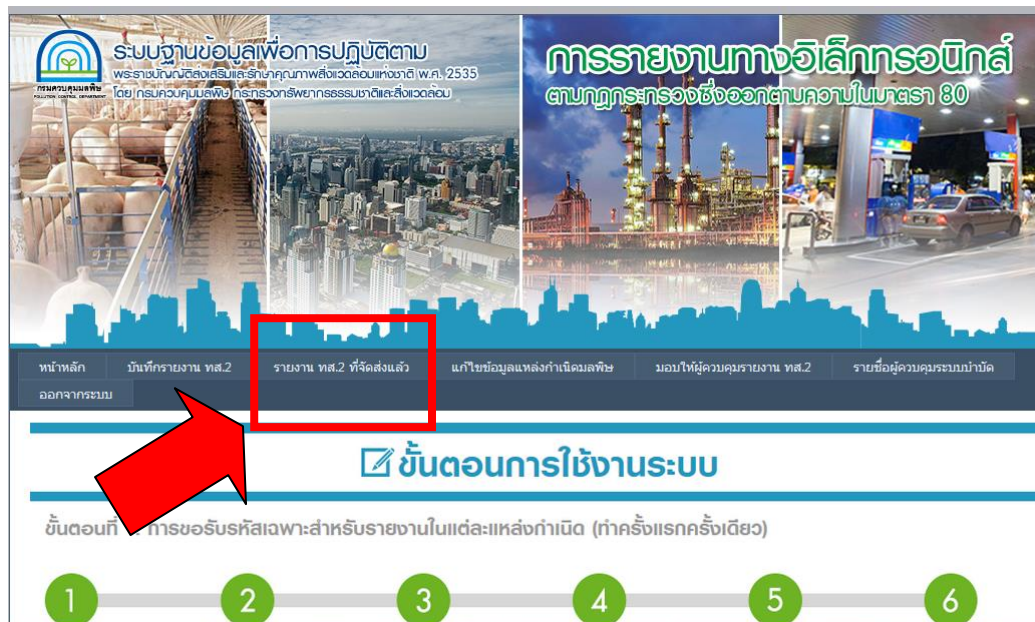 ระบบฐานข้อมูลเพื่อการปฏิบัติตาม
พระราชบัญญัติส่งเสริมและรักษาคุณภาพสิ่งแวดล้อมแห่งชาติ พ.ศ. 2535
โดย กรมควบคุมมลพิษ กระทรวงทรัพยากรธรรมชาติและสิ่งแวดล้อม
กรมควบคุมมลพิษ
POLLUTION CONTROL DEPARTMENT
การรายงานทางอิเล็กทรอนิกส์
ตามกฎกระทรวงซึ่งออกตามความในมาตรา 80
หน้าหลัก บันทึกรายงาน ทส.2 รายงาน ทส.2 ที่จัดส่งแล้ว แก้ไขข้อมูลแหล่งกำเนิดมลพิษ มอบให้ผู้ควบคุมรายงาน ทส.2 รายชื่อผู้ควบคุมระบบบำบัด
ออกจากระบบ
ขั้นตอนการใช้งานระบบ
ขั้นตอนที่ การขอรับรหัสเฉพาะสำหรับรายงานในแต่ละแหล่งกำเนิด (ทำครั้งแรกครั้งเดียว)
1 2 3 4 5 6